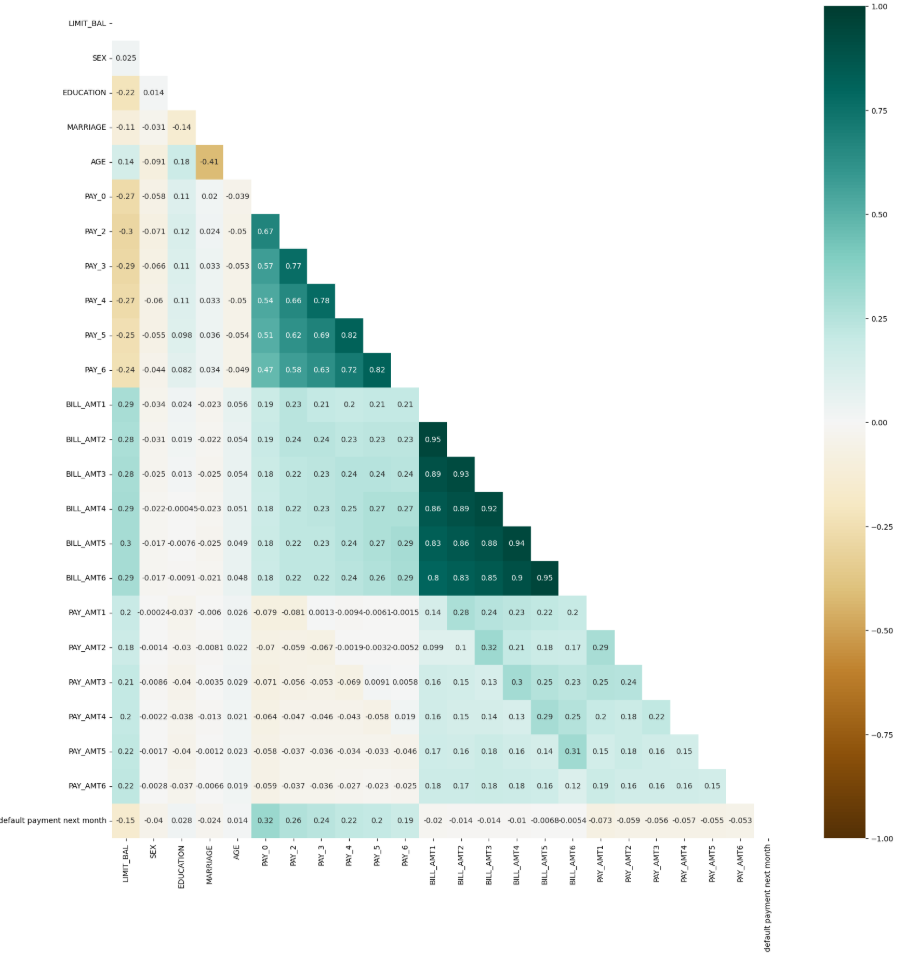 1.00
LIMIT_BAL
SEX 0.025
EDUCATION -0.22 0.014
0.75
MARRIAGE -0.11 -0.031 -0.14
AGE 0.14 -0.091 0.18 -0.41
PAY_0 -0.27 -0.058 0.11 0.02 -0.039
0.50
PAY_2 -0.3 -0.071 0.12 0.024 -0.05 0.67
PAY_3 -0.29 -0.066 0.11 0.033 -0.053 0.57 0.77
PAY_4 -0.27 -0.06 0.11 0.033 -0.05 0.54 0.66 0.78
0.25
PAY_5 -0.25 -0.055 0.098 0.036 -0.054 0.51 0.62 0.69 0.82
PAY_6 -0.24 -0.044 0.082 0.034 -0.049 0.47 0.58 0.63 0.72 0.82
BILL_AMT1 0.29 -0.034 0.024 -0.023 0.056 0.19 0.23 0.21 0.2 0.21 0.21
0.00
BILL_AMT2 0.28 -0.031 0.019 -0.022 0.054 0.19 0.24 0.24 0.23 0.23 0.23 0.95
BILL_AMT3 0.28 -0.025 0.013 -0.025 0.054 0.18 0.22 0.23 0.24 0.24 0.24 0.89 0.93
BILL_AMT4 0.29 -0.022 -0.00045 -0.023 0.051 0.18 0.22 0.23 0.25 0.27 0.27 0.86 0.89 0.92
−0.25
BILL_AMT5 0.3 -0.017 -0.0076 -0.025 0.049 0.18 0.22 0.23 0.24 0.27 0.29 0.83 0.86 0.88 0.94
BILL_AMT6 0.29 -0.017 -0.0091 -0.021 0.048 0.18 0.22 0.22 0.24 0.26 0.29 0.8 0.83 0.85 0.9 0.95
PAY_AMT1 0.2 -0.00024 -0.037 -0.006 0.026 -0.079 -0.081 0.0013 -0.0094 -0.0061 -0.0015 0.14 0.28 0.24 0.23 0.22 0.2
−0.50
PAY_AMT2 0.18 -0.0014 -0.03 -0.0081 0.022 -0.07 -0.059 -0.067 -0.0019 -0.0032 -0.0052 0.099 0.1 0.32 0.21 0.18 0.17 0.29
PAY_AMT3 0.21 -0.0086 -0.04 -0.0035 0.029 -0.071 -0.056 -0.053 -0.069 0.0091 0.0058 0.16 0.15 0.13 0.3 0.25 0.23 0.25 0.24
PAY_AMT4 0.2 -0.0022 -0.038 -0.013 0.021 -0.064 -0.047 -0.046 -0.043 -0.058 0.019 0.16 0.15 0.14 0.13 0.29 0.25 0.2 0.18 0.22
−0.75
PAY_AMT5 0.22 -0.0017 -0.04 -0.0012 0.023 -0.058 -0.037 -0.036 -0.034 -0.033 -0.046 0.17 0.16 0.18 0.16 0.14 0.31 0.15 0.18 0.16 0.15
PAY_AMT6 0.22 -0.0028 -0.037 -0.0066 0.019 -0.059 -0.037 -0.036 -0.027 -0.023 -0.025 0.18 0.17 0.18 0.18 0.16 0.12 0.19 0.16 0.16 0.16 0.15
default payment next month -0.15 -0.04 0.028 -0.024 0.014 0.32 0.26 0.24 0.22 0.2 0.19 -0.02 -0.014 -0.014 -0.01 -0.0068 -0.0054 -0.073 -0.059 -0.056 -0.057 -0.055 -0.053
−1.00
LIMIT_BAL
SEX
EDUCATION
MARRIAGE
AGE
PAY_0
PAY_2
PAY_3
PAY_4
PAY_5
PAY_6
BILL_AMT1
BILL_AMT2
BILL_AMT3
BILL_AMT4
BILL_AMT5
BILL_AMT6
PAY_AMT1
PAY_AMT2
PAY_AMT3
PAY_AMT4
PAY_AMT5
PAY_AMT6
default payment next month